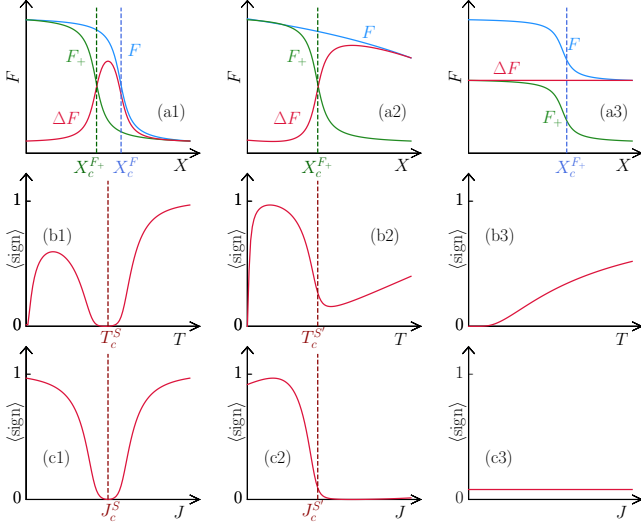 F
F₊
F
ΔF
(a1)
X_c^{F₊}
X_c^F
X
F
F
F₊
ΔF
(a2)
X_c^{F₊}
X
F
F
ΔF
F₊
(a3)
X_c^F
X
⟨sign⟩
1
0
(b1)
T_c^S
T
⟨sign⟩
1
0
(b2)
T_c^{S'}
T
⟨sign⟩
1
0
(b3)
T
⟨sign⟩
1
0
(c1)
J_c^S
J
⟨sign⟩
1
0
(c2)
J_c^{S'}
J
⟨sign⟩
1
0
(c3)
J